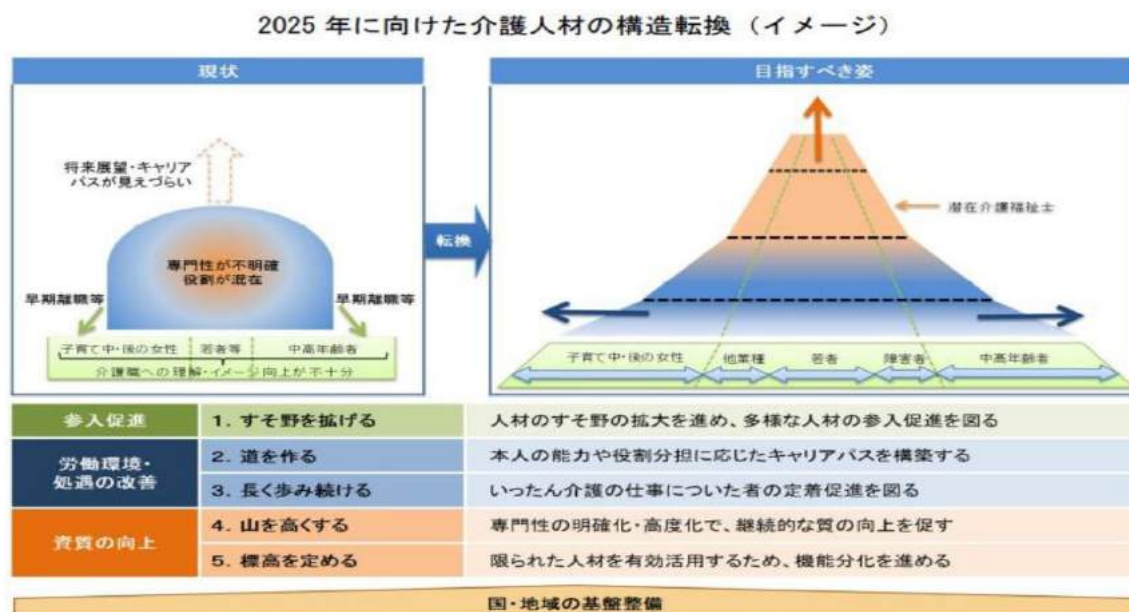 2025 年に向けた介護人材の構造転換（イメージ）
現状
将来展望・キャリア
パスが見えづらい
専門性が不明確
役割が混在
早期離職等
早期離職等
子育て中・後の女性
若者等
中高年齢者
介護職への理解・イメージ向上が不十分
転換
目指すべき姿
潜在介護福祉士
子育て中・後の女性
他業種
若者
障害者
中高年齢者
参入促進
1. すそ野を拡げる
人材のすそ野の拡大を進め、多様な人材の参入促進を図る
労働環境・
処遇の改善
2. 道を作る
本人の能力や役割分担に応じたキャリアパスを構築する
3. 長く歩み続ける
いったん介護の仕事についた者の定着促進を図る
資質の向上
4. 山を高くする
専門性の明確化・高度化で、継続的な質の向上を促す
5. 標高を定める
限られた人材を有効活用するため、機能分化を進める
国・地域の基盤整備